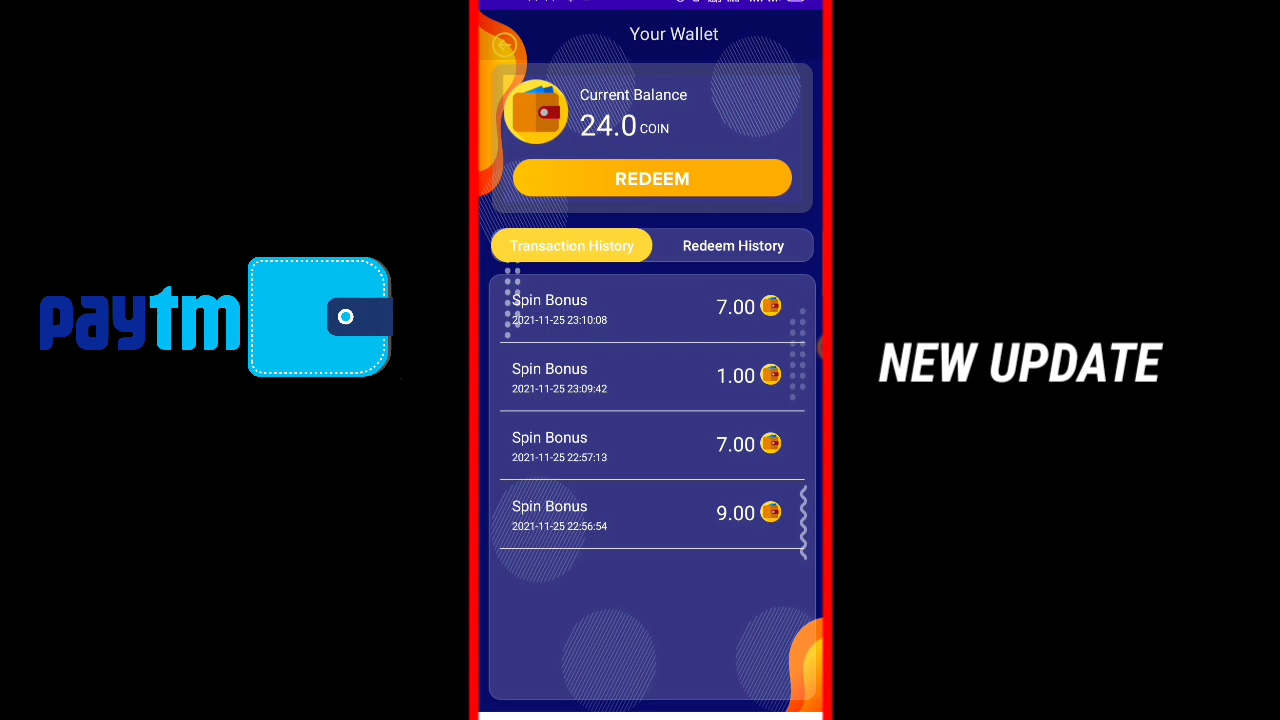 Your Wallet
Current Balance
24.0 COIN
REDEEM
Transaction History
Redeem History
Spin Bonus
7.00
2021-11-25 23:10:08
Spin Bonus
1.00
2021-11-25 23:09:42
Spin Bonus
7.00
2021-11-25 22:57:13
Spin Bonus
9.00
2021-11-25 22:56:54
paytm
NEW UPDATE